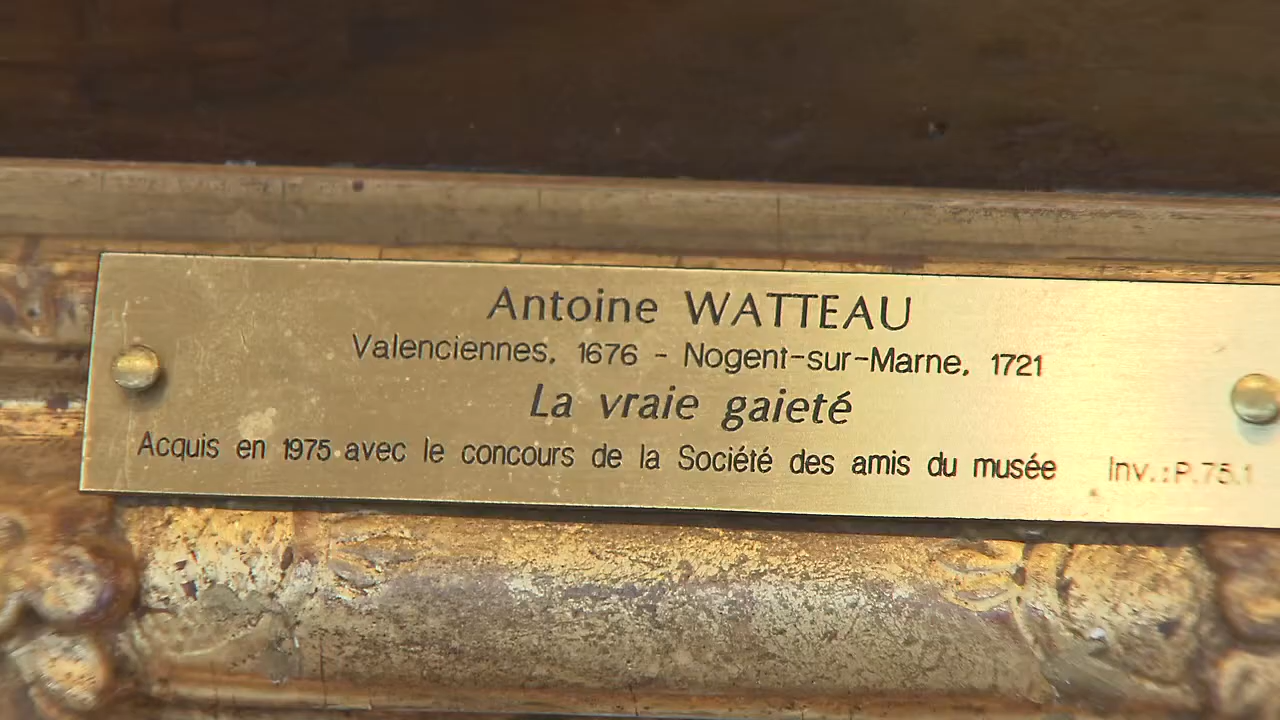 Antoine WATTEAU
Valenciennes, 1676 - Nogent-sur-Marne, 1721
La vraie gaieté
Acquis en 1975 avec le concours de la Société des amis du musée Inv.:P.75.1